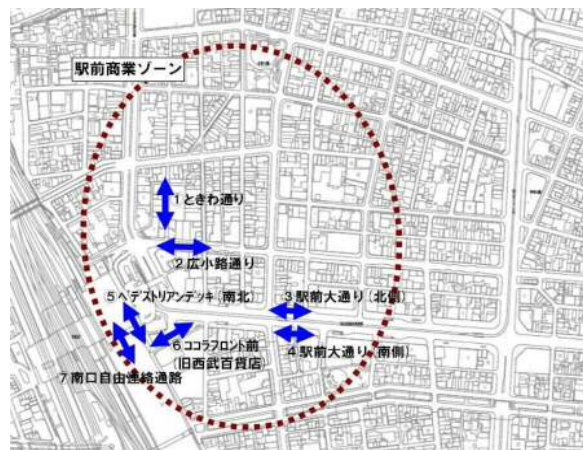 駅前商業ゾーン
1ときわ通り
2広小路通り
5ペデストリアンデッキ(南北)
3駅前大通り(北側)
6ココラフロント前
旧西武百貨店
4駅前大通り(南側)
7南口自由連絡通路